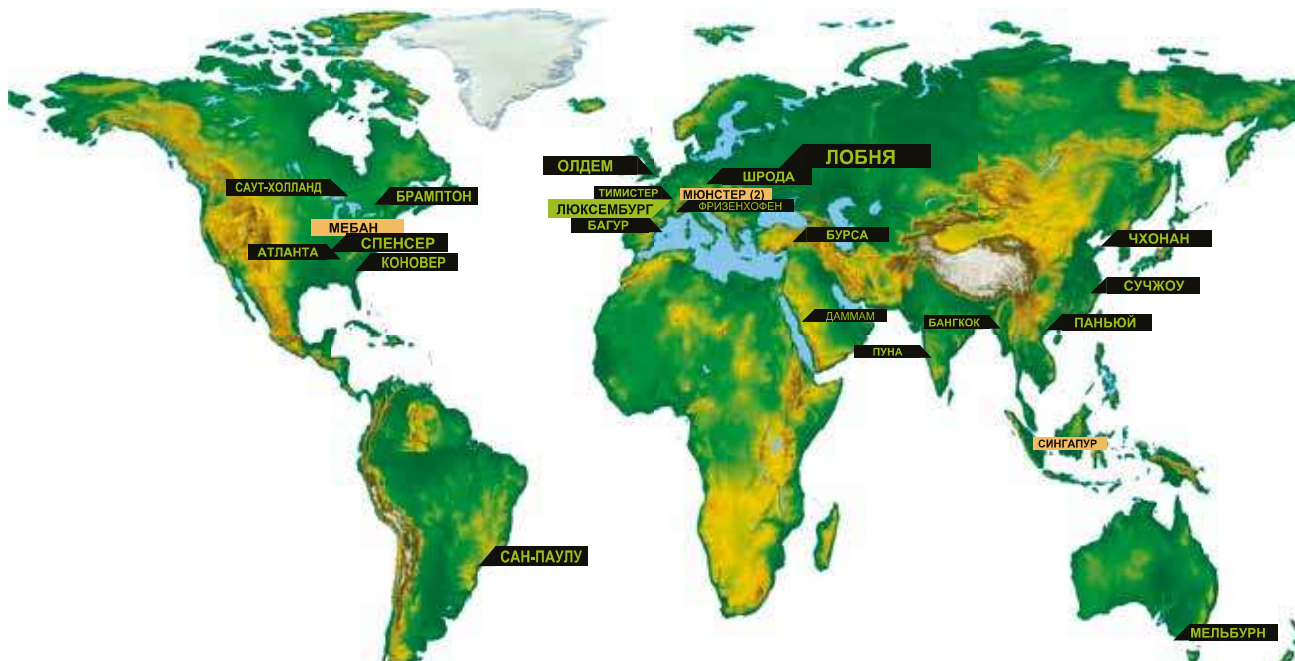 ЛОБНЯ
ОЛДЕМ
ШРОДА
САУТ-ХОЛЛАНД
БРАМПТОН
ТИМИСТЕР
МЮНСТЕР (2)
ЛЮКСЕМБУРГ
ФРИЗЕНХОФЕН
БАГУР
МЕБАН
СПЕНСЕР
АТЛАНТА
КОНОВЕР
БУРСА
ЧХОНАН
СУЧЖОУ
ДАММАМ
БАНГКОК
ПАНЬЮЙ
ПУНА
СИНГАПУР
САН-ПАУЛУ
МЕЛЬБУРН